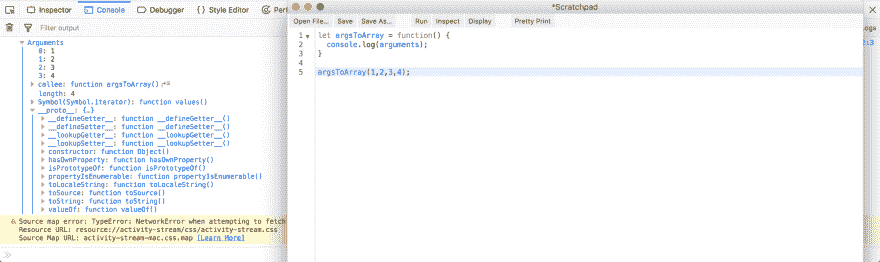 Inspector
Console
Debugger
{} Style Editor
Perf
Filter output
Arguments
0: 1
1: 2
2: 3
3: 4
callee: function argsToArray()
length: 4
Symbol(Symbol.iterator): function values()
__proto__: {…}
__defineGetter__: function __defineGetter__()
__defineSetter__: function __defineSetter__()
__lookupGetter__: function __lookupGetter__()
__lookupSetter__: function __lookupSetter__()
constructor: function Object()
hasOwnProperty: function hasOwnProperty()
isPrototypeOf: function isPrototypeOf()
propertyIsEnumerable: function propertyIsEnumerable()
toLocaleString: function toLocaleString()
toSource: function toSource()
toString: function toString()
valueOf: function valueOf()
Source map error: TypeError: NetworkError when attempting to fetch
Resource URL: resource://activity-stream/css/activity-stream.css
Source Map URL: activity-stream-mac.css.map [Learn More]
*Scratchpad
Open File... Save Save As... Run Inspect Display Pretty Print
1 let argsToArray = function() {
2 console.log(arguments);
3 }
4
5 argsToArray(1,2,3,4);
ogs
2:3